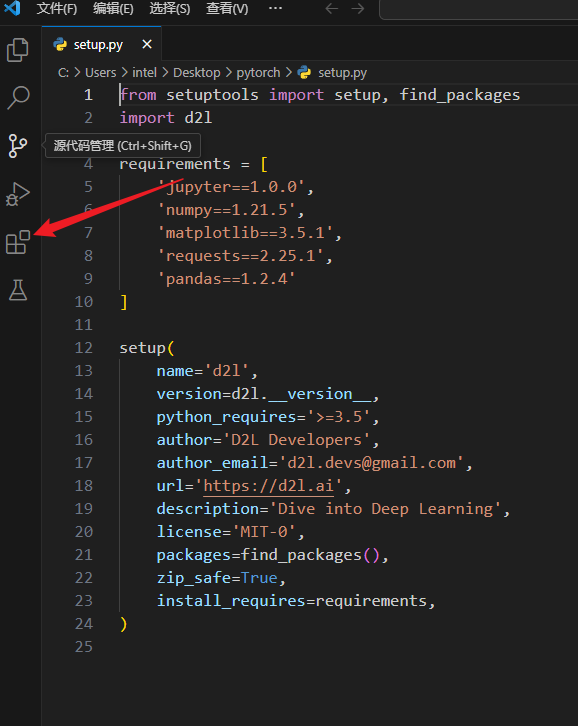 文件(F) 编辑(E) 选择(S) 查看(V) ···
setup.py
C: > Users > intel > Desktop > pytorch > setup.py
1 from setuptools import setup, find_packages
2 import d2l
源代码管理 (Ctrl+Shift+G)
4 requirements = [
5 'jupyter==1.0.0',
6 'numpy==1.21.5',
7 'matplotlib==3.5.1',
8 'requests==2.25.1',
9 'pandas==1.2.4'
10 ]
11
12 setup(
13 name='d2l',
14 version=d2l.__version__,
15 python_requires='>=3.5',
16 author='D2L Developers',
17 author_email='d2l.devs@gmail.com',
18 url='https://d2l.ai',
19 description='Dive into Deep Learning',
20 license='MIT-0',
21 packages=find_packages(),
22 zip_safe=True,
23 install_requires=requirements,
24 )
25